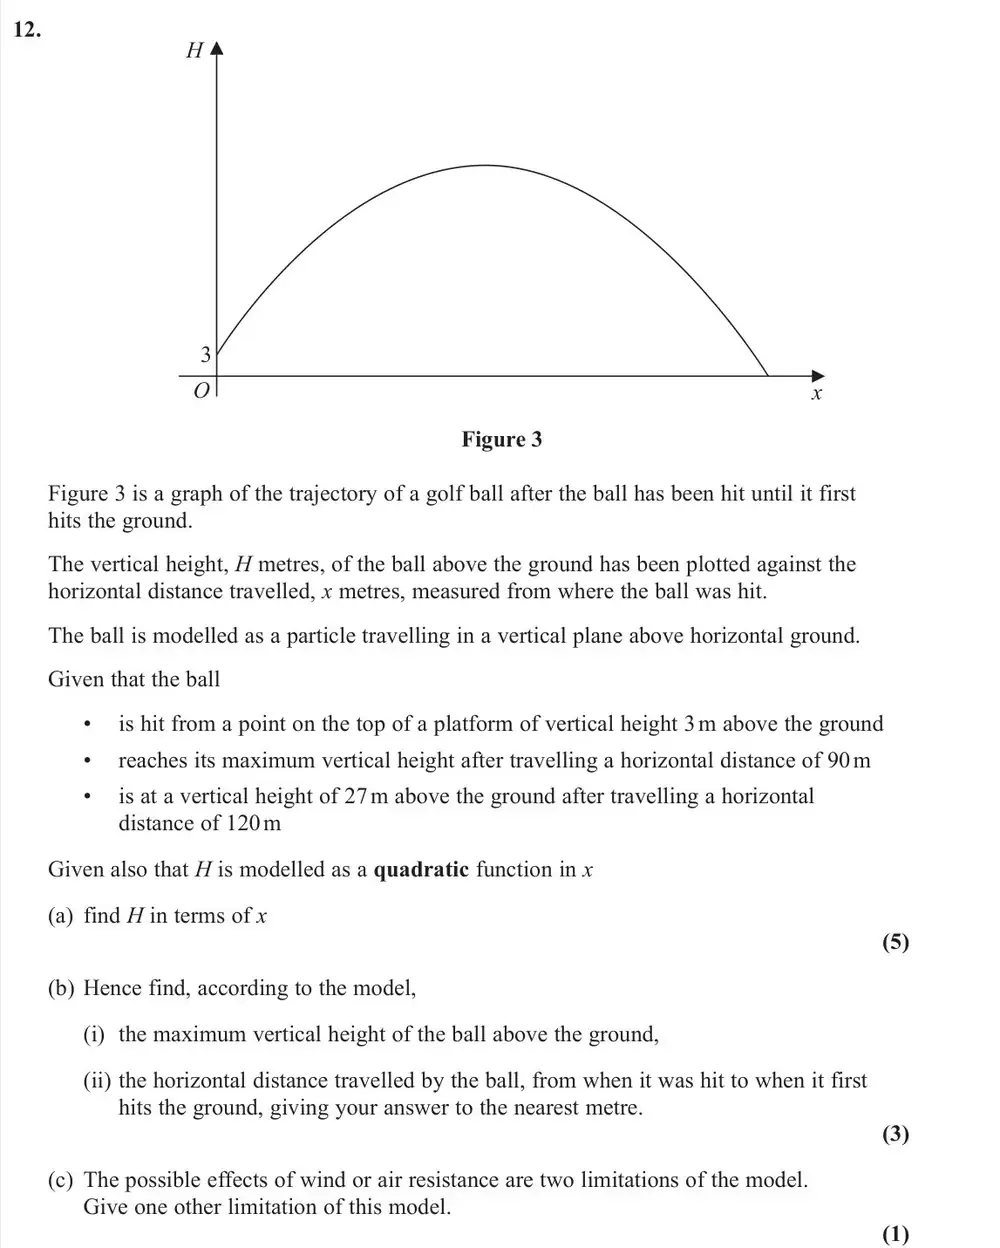 12.
H
3
O
x
Figure 3
Figure 3 is a graph of the trajectory of a golf ball after the ball has been hit until it first
hits the ground.
The vertical height, H metres, of the ball above the ground has been plotted against the
horizontal distance travelled, x metres, measured from where the ball was hit.
The ball is modelled as a particle travelling in a vertical plane above horizontal ground.
Given that the ball
• is hit from a point on the top of a platform of vertical height 3 m above the ground
• reaches its maximum vertical height after travelling a horizontal distance of 90 m
• is at a vertical height of 27 m above the ground after travelling a horizontal
distance of 120 m
Given also that H is modelled as a quadratic function in x
(a) find H in terms of x
(5)
(b) Hence find, according to the model,
(i) the maximum vertical height of the ball above the ground,
(ii) the horizontal distance travelled by the ball, from when it was hit to when it first
hits the ground, giving your answer to the nearest metre.
(3)
(c) The possible effects of wind or air resistance are two limitations of the model.
Give one other limitation of this model.
(1)